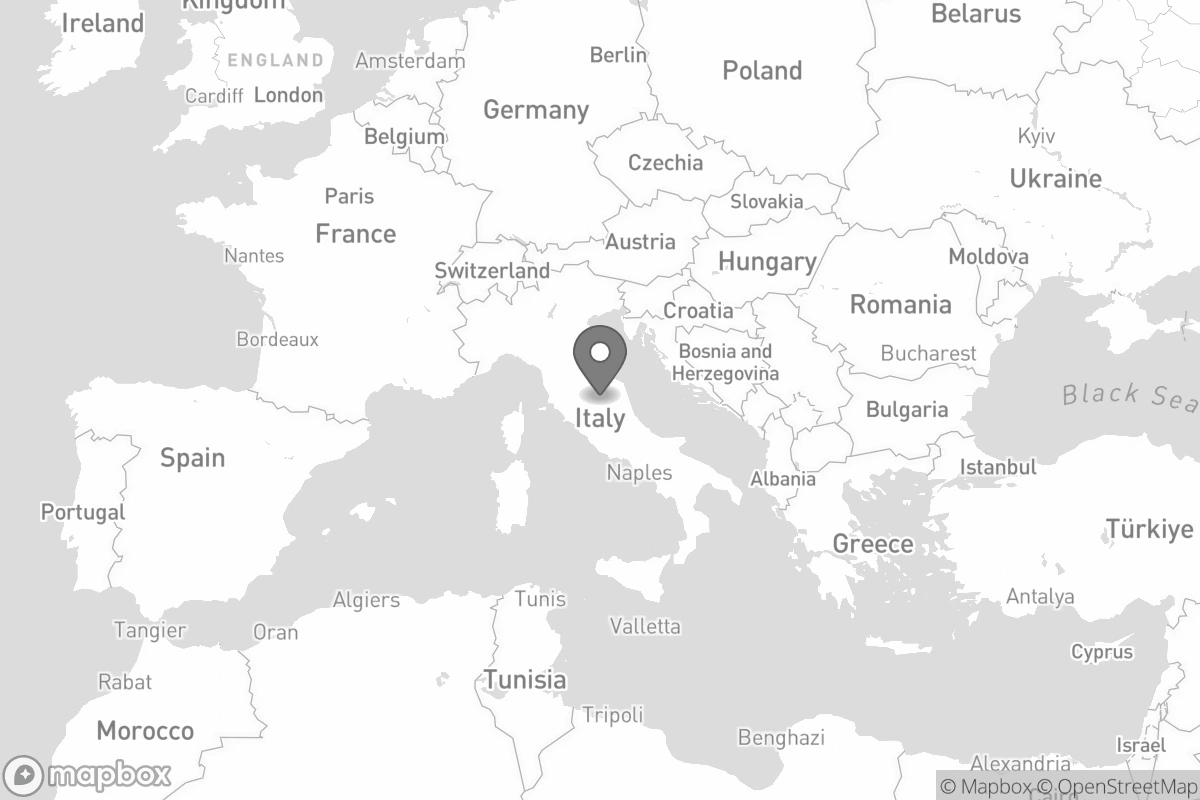 Kingdom
Ireland
Belarus
ENGLAND
Amsterdam
Berlin
Poland
Cardiff
London
Germany
Belgium
Kyiv
Czechia
Ukraine
Paris
Slovakia
France
Austria
Nantes
Switzerland
Hungary
Moldova
Croatia
Romania
Bordeaux
Bosnia and
Herzegovina
Bucharest
Black Sea
Italy
Bulgaria
Spain
Naples
Albania
Istanbul
Portugal
Türkiye
Greece
Algiers
Tunis
Antalya
Tangier
Oran
Valletta
Cyprus
Rabat
Tunisia
Tripoli
Morocco
Benghazi
Israel
Alexandria
mapbox
© Mapbox © OpenStreetMap
Cairo